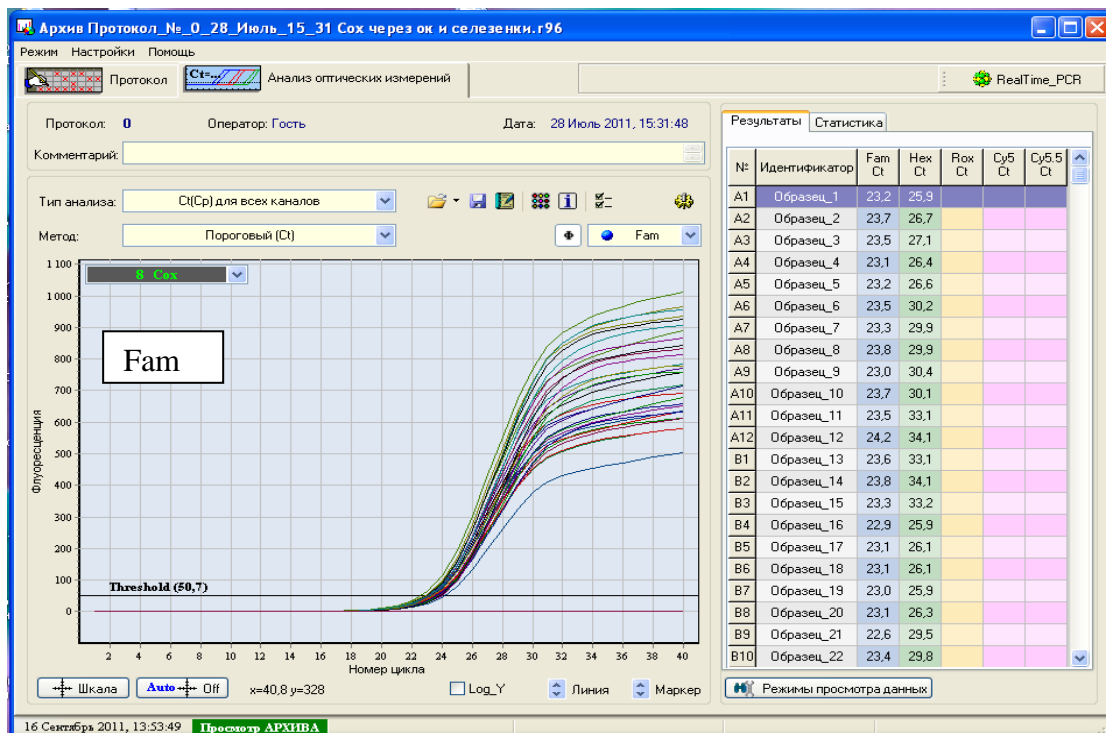 Архив Протокол_№_0_28_Июль_15_31 Сох через ок и селезенки.r96
Режим Настройки Помощь
Протокол Ct=.. Анализ оптических измерений RealTime_PCR
Протокол: 0 Оператор: Гость Дата: 28 Июль 2011, 15:31:48
Комментарий:
Тип анализа: Ct(Cp) для всех каналов
Метод: Пороговый (Ct) Ф Fam
8 Cox
Fam
Threshold (50,7)
Флуоресценция
1 100
1 000
900
800
700
600
500
400
300
200
100
0
2 4 6 8 10 12 14 16 18 20 22 24 26 28 30 32 34 36 38 40
Номер цикла
Шкала Auto Off x=40,8 y=328 Log_Y Линия Маркер
Результаты Статистика
№ Идентификатор Fam Ct Hex Ct Rox Ct Cy5 Ct Cy5.5 Ct
A1 Образец_1 23,2 25,9
A2 Образец_2 23,7 26,7
A3 Образец_3 23,5 27,1
A4 Образец_4 23,1 26,4
A5 Образец_5 23,2 26,6
A6 Образец_6 23,5 30,2
A7 Образец_7 23,3 29,9
A8 Образец_8 23,8 29,9
A9 Образец_9 23,0 30,4
A10 Образец_10 23,7 30,1
A11 Образец_11 23,5 33,1
A12 Образец_12 24,2 34,1
B1 Образец_13 23,6 33,1
B2 Образец_14 23,8 34,1
B3 Образец_15 23,3 33,2
B4 Образец_16 22,9 25,9
B5 Образец_17 23,1 26,1
B6 Образец_18 23,1 26,1
B7 Образец_19 23,0 25,9
B8 Образец_20 23,1 26,3
B9 Образец_21 22,6 29,5
B10 Образец_22 23,4 29,8
Режимы просмотра данных
16 Сентябрь 2011, 13:53:49 Просмотр АРХИВА